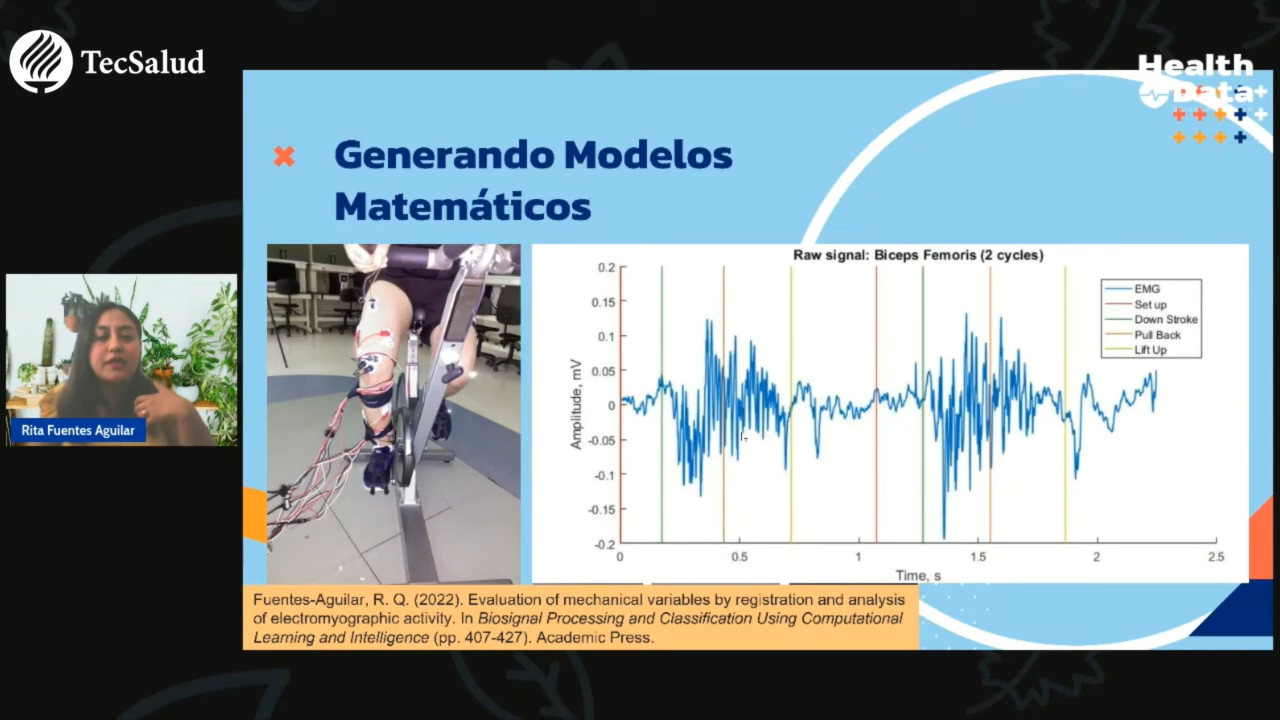 TecSalud
Health
Data
Generando Modelos
Matemáticos
Raw signal: Biceps Femoris (2 cycles)
0.2
0.15
0.1
0.05
0
-0.05
-0.1
-0.15
-0.2
Amplitude, mV
EMG
Set up
Down Stroke
Pull Back
Lift Up
0 0.5 1 1.5 2 2.5
Time, s
Rita Fuentes Aguilar
Fuentes-Aguilar, R. Q. (2022). Evaluation of mechanical variables by registration and analysis
of electromyographic activity. In Biosignal Processing and Classification Using Computational
Learning and Intelligence (pp. 407-427). Academic Press.